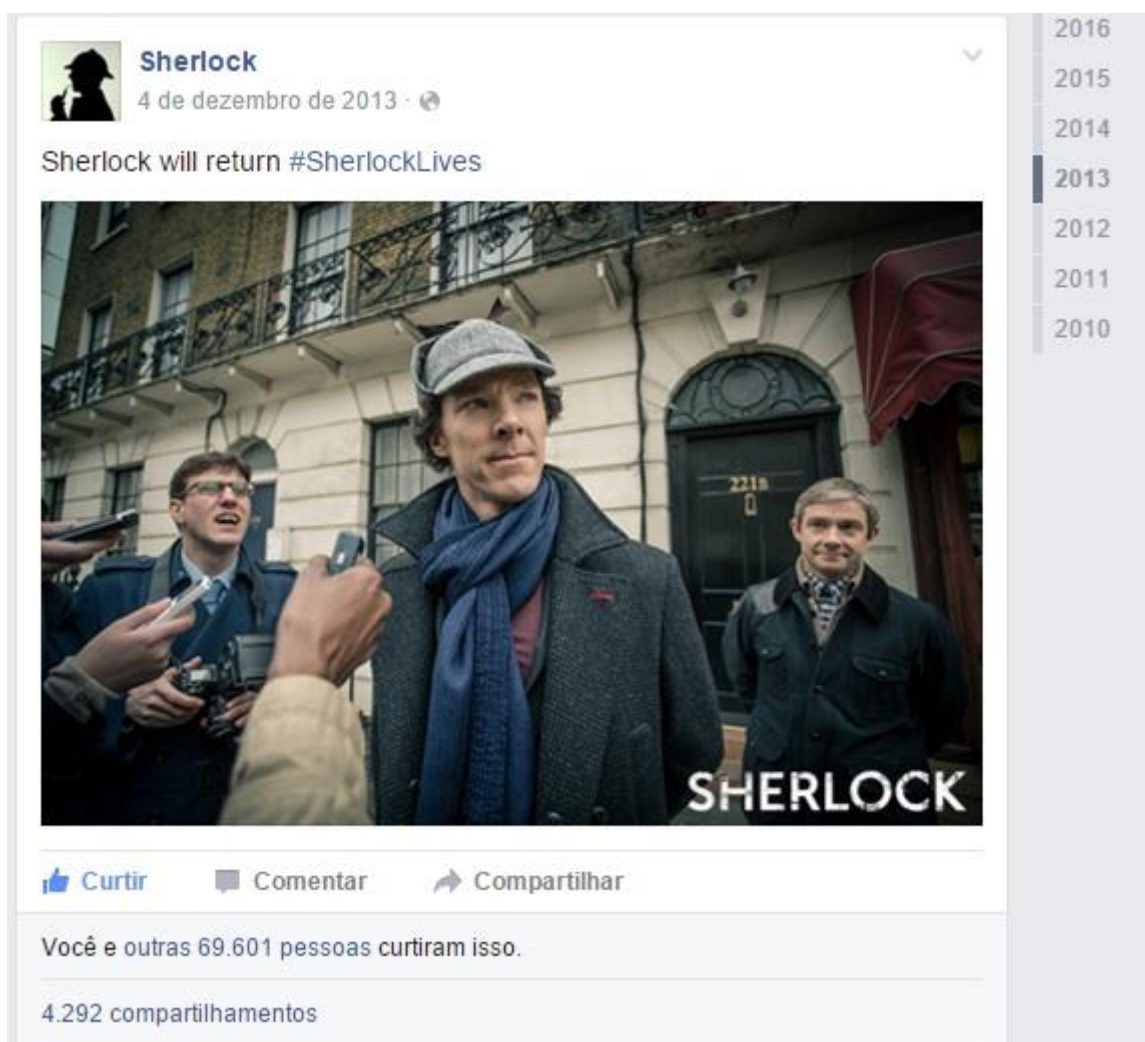 Sherlock
4 de dezembro de 2013 ·
Sherlock will return #SherlockLives
221B
SHERLOCK
Curtir Comentar Compartilhar
Você e outras 69.601 pessoas curtiram isso.
4.292 compartilhamentos
2016
2015
2014
2013
2012
2011
2010